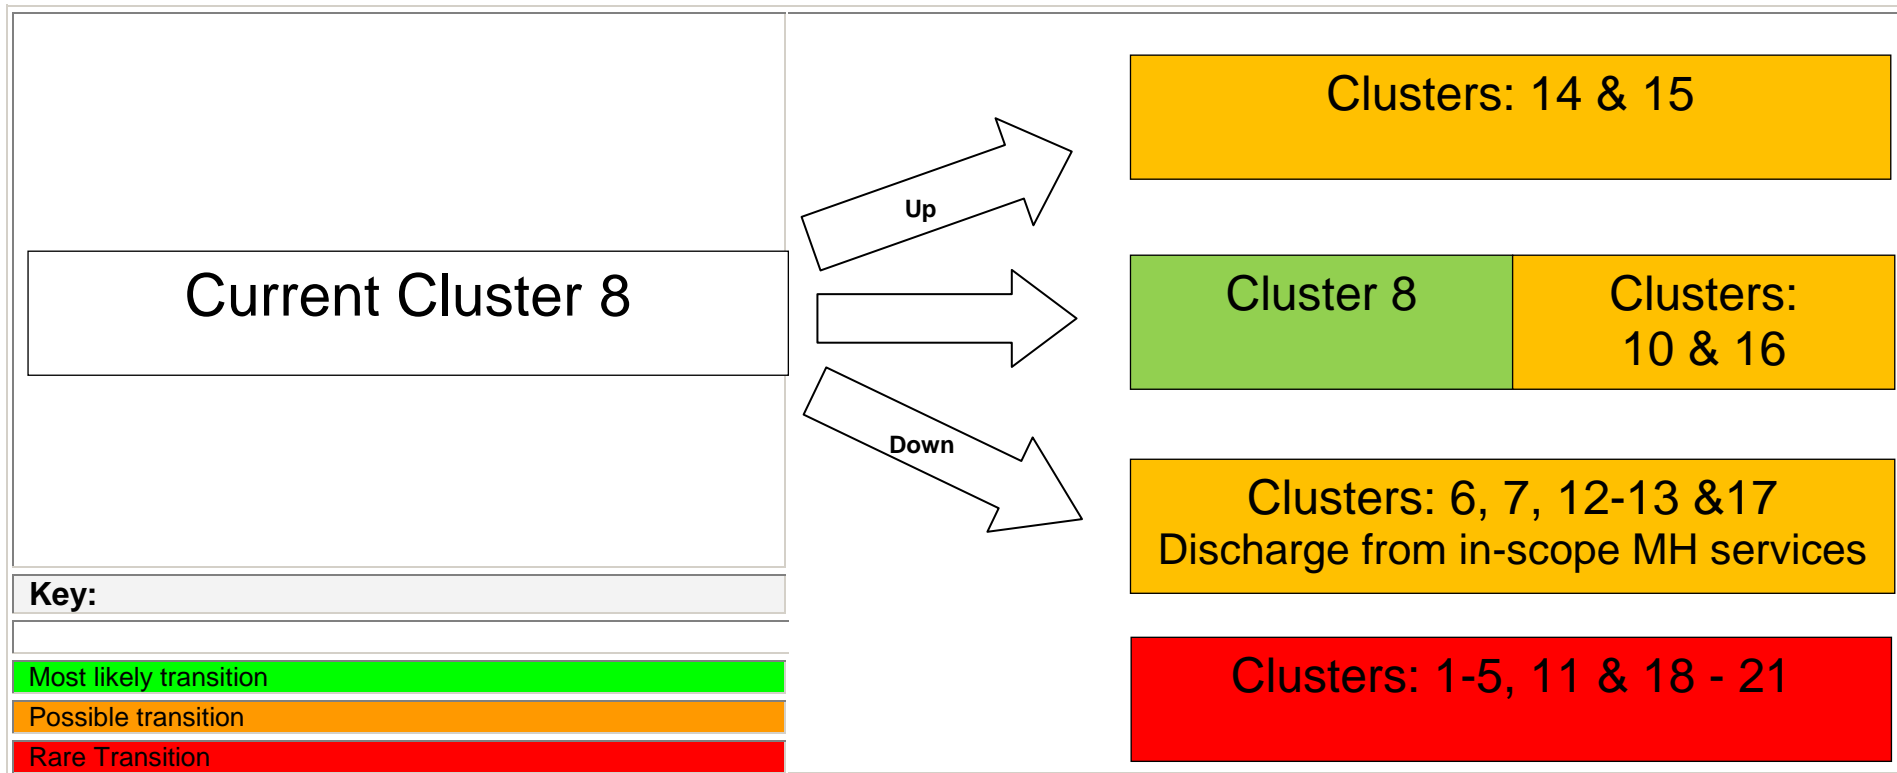 Current Cluster 8
Up
Down
Clusters: 14 & 15
Cluster 8
Clusters:
10 & 16
Clusters: 6, 7, 12-13 &17
Discharge from in-scope MH services
Clusters: 1-5, 11 & 18 - 21
Key:
Most likely transition
Possible transition
Rare Transition